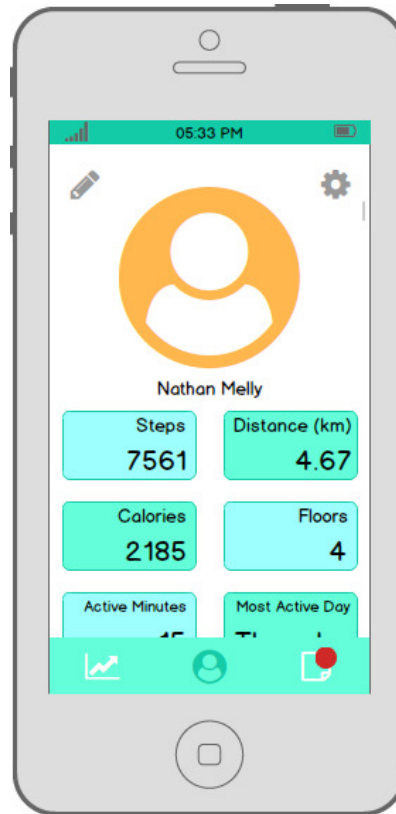 05:33 PM
Nathan Melly
Steps
Distance (km)
7561
4.67
Calories
Floors
2185
4
Active Minutes
Most Active Day